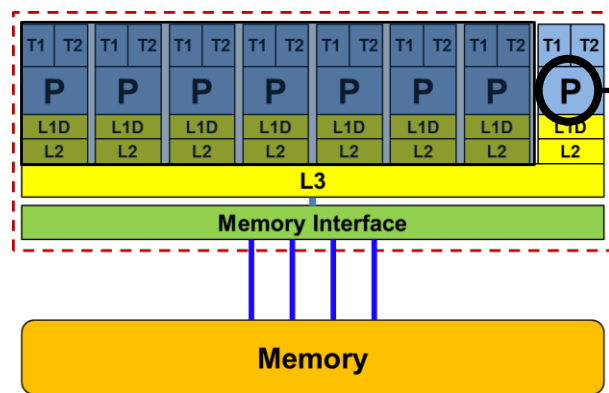 T1 T2 T1 T2 T1 T2 T1 T2 T1 T2 T1 T2 T1 T2 T1 T2
P P P P P P P P
L1D L1D L1D L1D L1D L1D L1D L1D
L2 L2 L2 L2 L2 L2 L2 L2
L3
Memory Interface
Memory